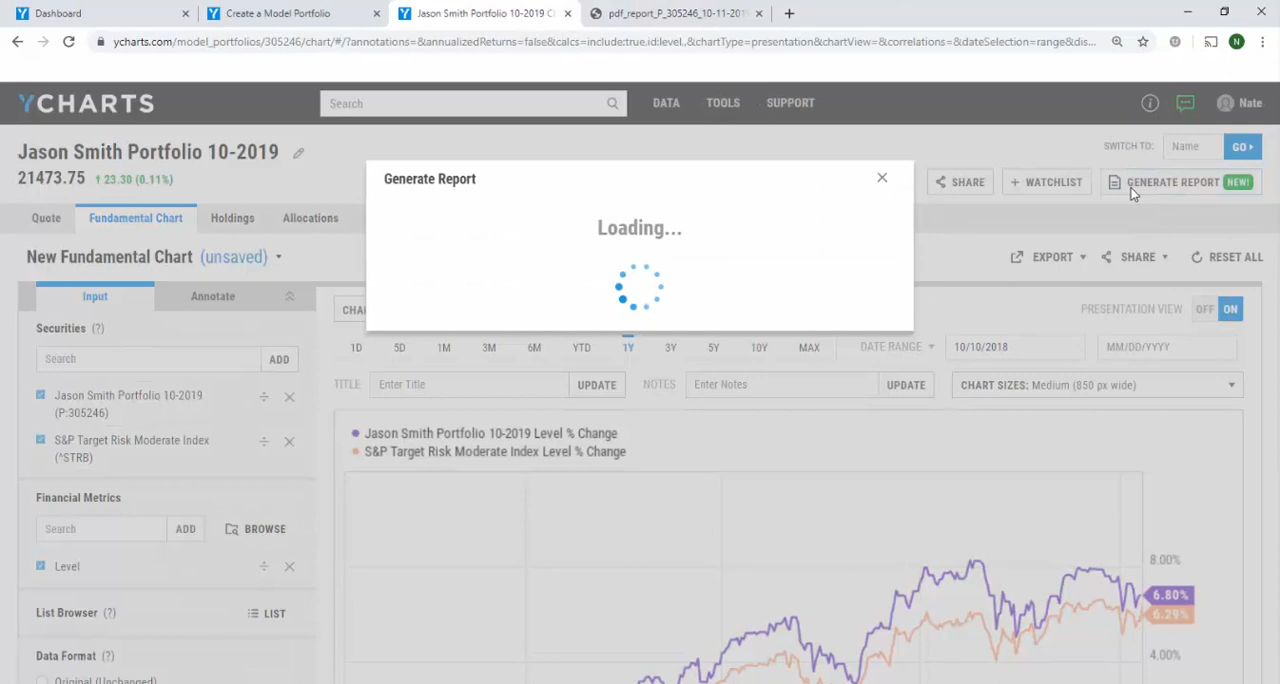 Dashboard
Create a Model Portfolio
Jason Smith Portfolio 10-2019 C
pdf_report_P_305246_10-11-201
ycharts.com/model_portfolios/305246/chart/#/?annotations=&annualizedReturns=false&calcs=include:true,id:level,,&chartType=presentation&chartView=&correlations=&dateSelection=range&dis...
N
YCHARTS
Search
DATA
TOOLS
SUPPORT
Nate
Jason Smith Portfolio 10-2019
SWITCH TO:
Name
GO
21473.75
23.30 (0.11%)
SHARE
+ WATCHLIST
GENERATE REPORT
NEW!
Generate Report
Loading...
Quote
Fundamental Chart
Holdings
Allocations
New Fundamental Chart (unsaved)
EXPORT
SHARE
RESET ALL
Input
Annotate
CHA
PRESENTATION VIEW
OFF
ON
Securities (?)
1D
5D
1M
3M
6M
YTD
1Y
3Y
5Y
10Y
MAX
DATE RANGE
10/10/2018
MM/DD/YYYY
Search
ADD
TITLE
Enter Title
UPDATE
NOTES
Enter Notes
UPDATE
CHART SIZES: Medium (850 px wide)
Jason Smith Portfolio 10-2019
(P:305246)
S&P Target Risk Moderate Index
(^STRB)
Jason Smith Portfolio 10-2019 Level % Change
S&P Target Risk Moderate Index Level % Change
Financial Metrics
Search
ADD
BROWSE
Level
List Browser (?)
LIST
Data Format (?)
Original (Unchanged)
8.00%
6.80%
6.29%
4.00%